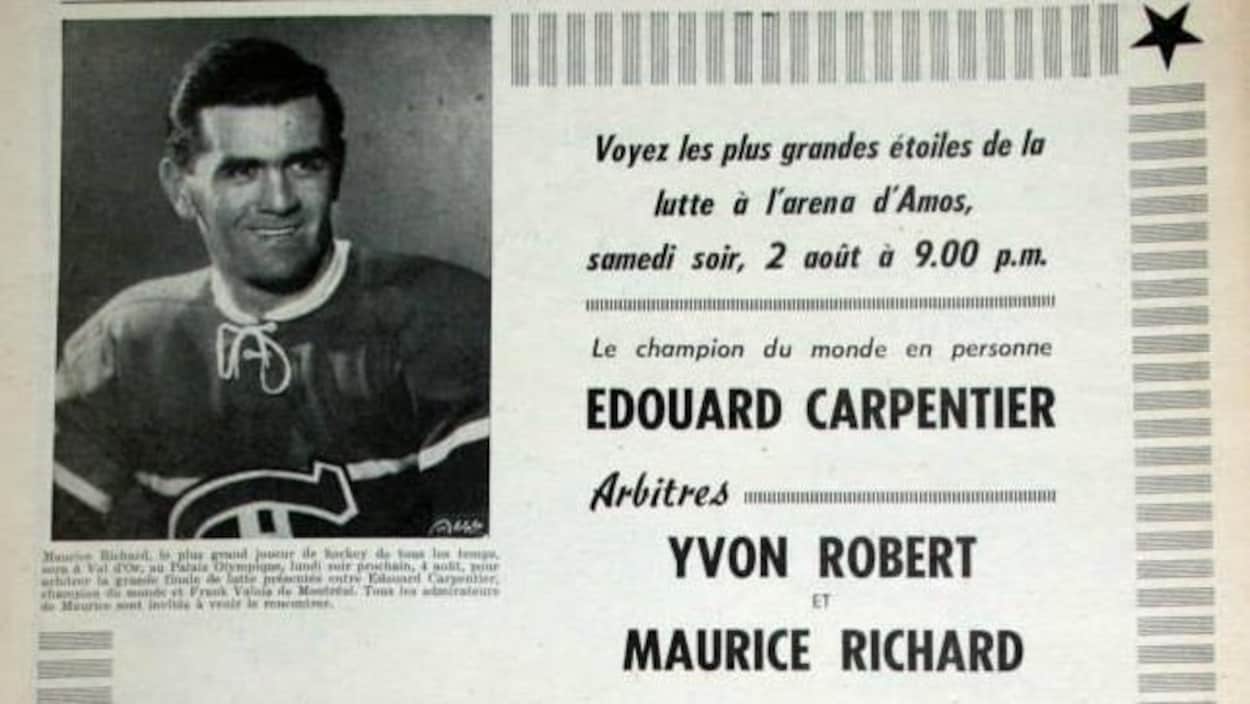 Maurice Richard, le plus grand joueur de hockey de tous les temps,
sera à Val d'Or, au Palais Olympique, lundi soir prochain, 4 août, pour
arbitrer la grande finale de lutte présentée entre Edouard Carpentier,
champion du monde et Frank Valois de Montréal. Tous les admirateurs
de Maurice sont invités à venir le rencontrer.
Voyez les plus grandes étoiles de la
lutte à l'arena d'Amos,
samedi soir, 2 août à 9.00 p.m.
Le champion du monde en personne
EDOUARD CARPENTIER
Arbitres
YVON ROBERT
ET
MAURICE RICHARD